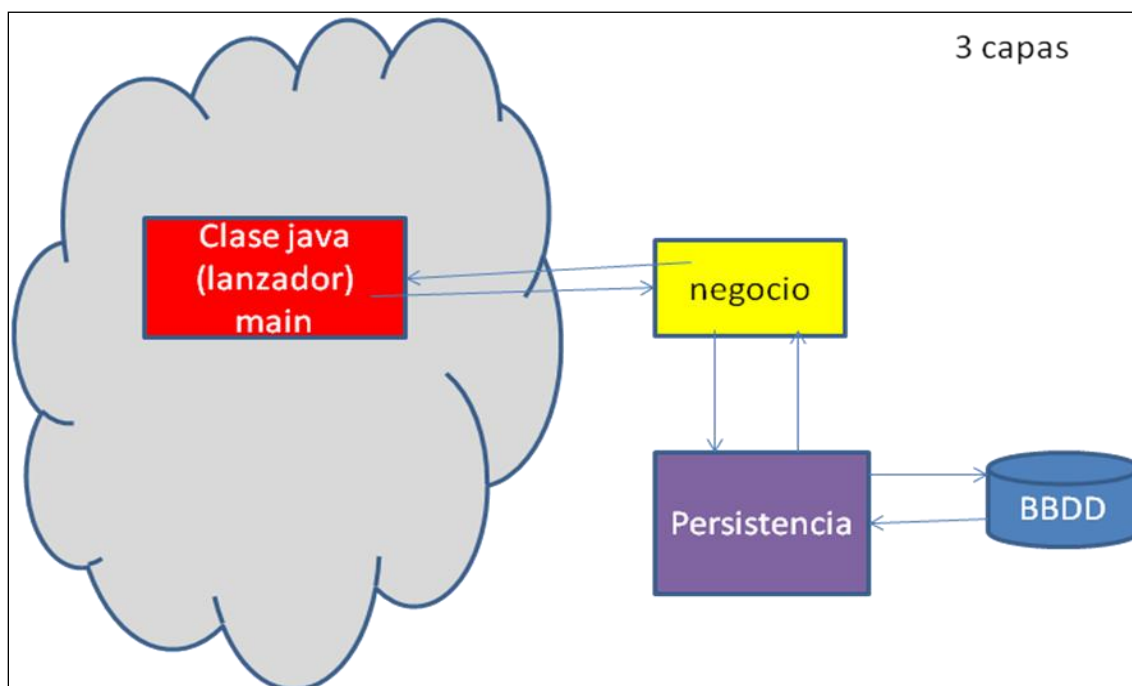 3 capas
Clase java
(lanzador)
main
negocio
Persistencia
BBDD